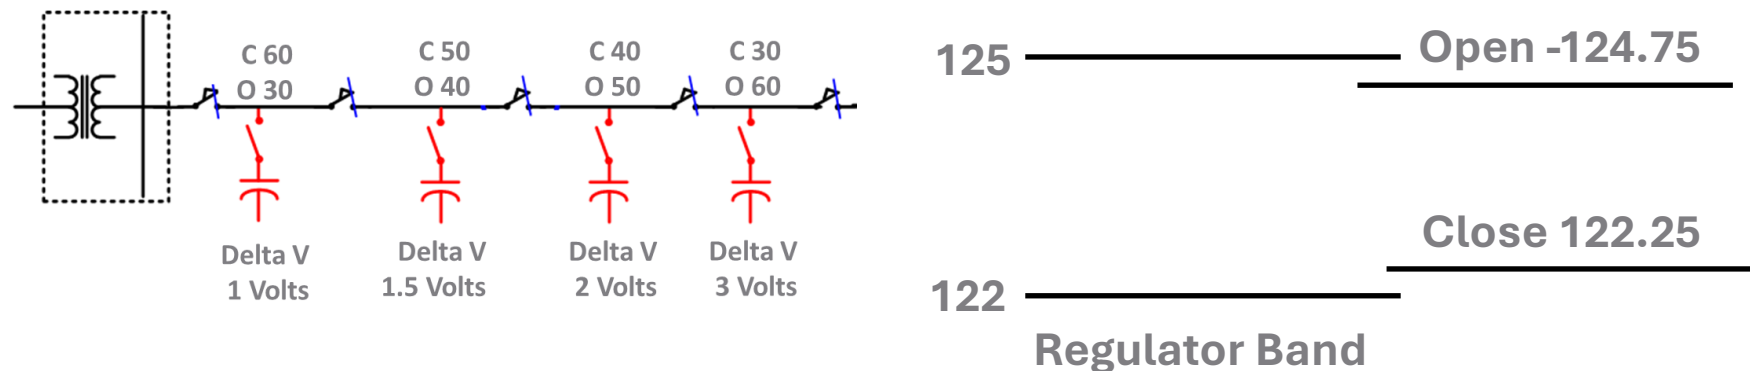 C 60
O 30
C 50
O 40
C 40
O 50
C 30
O 60
Delta V
1 Volts
Delta V
1.5 Volts
Delta V
2 Volts
Delta V
3 Volts
125
Open -124.75
Close 122.25
122
Regulator Band